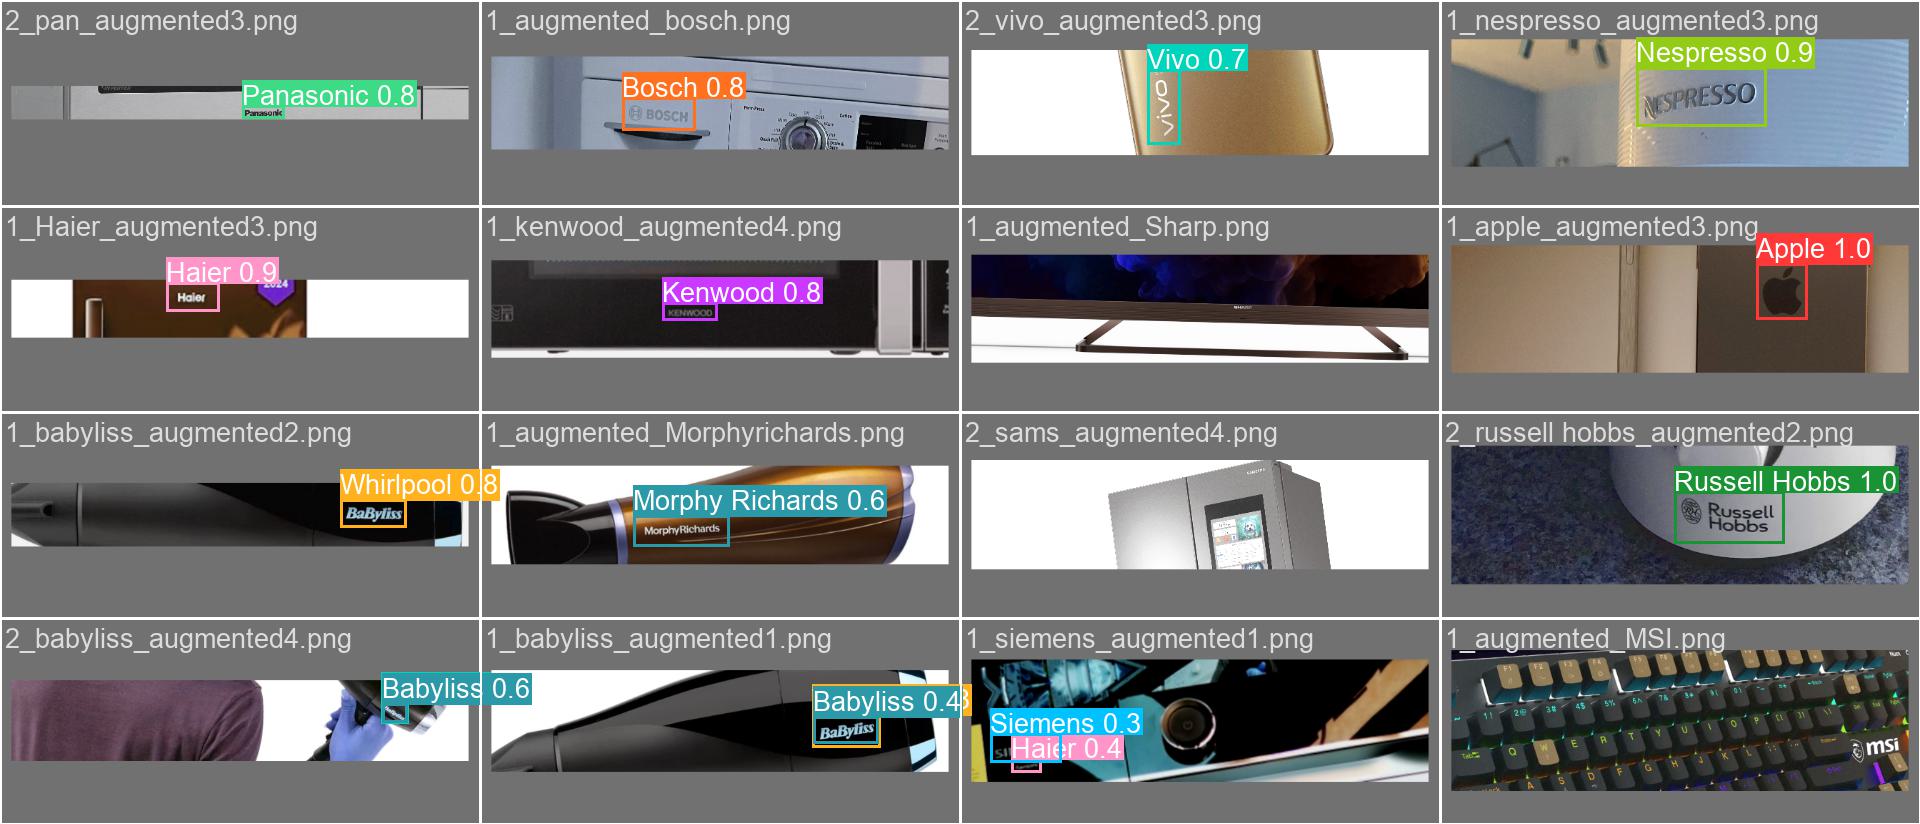 2_pan_augmented3.png
Panasonic 0.8
Panasonic
1_augmented_bosch.png
Bosch 0.8
BOSCH
2_vivo_augmented3.png
Vivo 0.7
vivo
1_nespresso_augmented3.png
Nespresso 0.9
NESPRESSO
1_Haier_augmented3.png
Haier 0.9
2024
Haier
1_kenwood_augmented4.png
Kenwood 0.8
KENWOOD
1_augmented_Sharp.png
SHARP
1_apple_augmented3.png
Apple 1.0
1_babyliss_augmented2.png
Whirlpool 0.8
BaByliss
1_augmented_Morphyrichards.png
Morphy Richards 0.6
MorphyRichards
2_sams_augmented4.png
2_russell hobbs_augmented2.png
Russell Hobbs 1.0
Russell
Hobbs
2_babyliss_augmented4.png
Babyliss 0.6
1_babyliss_augmented1.png
Babyliss 0.4
BaByliss
1_siemens_augmented1.png
Siemens 0.3
Haier 0.4
1_augmented_MSI.png
msi